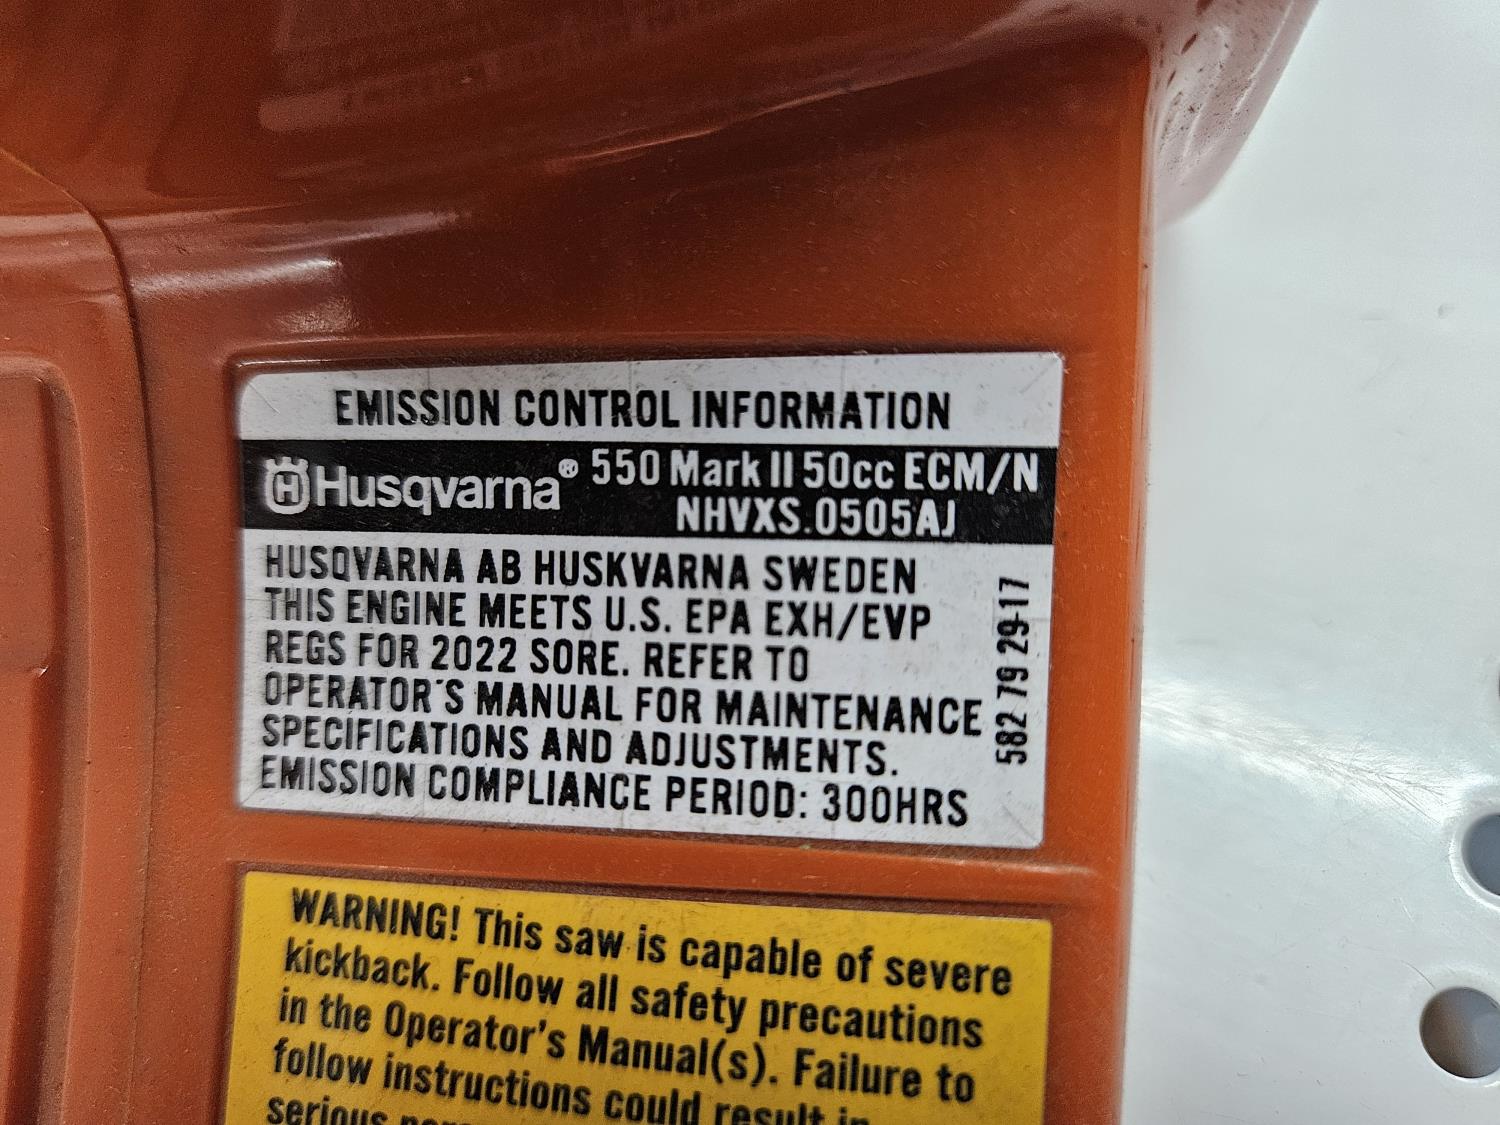 EMISSION CONTROL INFORMATION
Husqvarna® 550 Mark II 50cc ECM/N
NHVXS.0505AJ
HUSQVARNA AB HUSKVARNA SWEDEN
THIS ENGINE MEETS U.S. EPA EXH/EVP
REGS FOR 2022 SORE. REFER TO
OPERATOR'S MANUAL FOR MAINTENANCE
SPECIFICATIONS AND ADJUSTMENTS.
EMISSION COMPLIANCE PERIOD: 300HRS
582 79 29-17
WARNING! This saw is capable of severe
kickback. Follow all safety precautions
in the Operator's Manual(s). Failure to
follow instructions could result in
serious